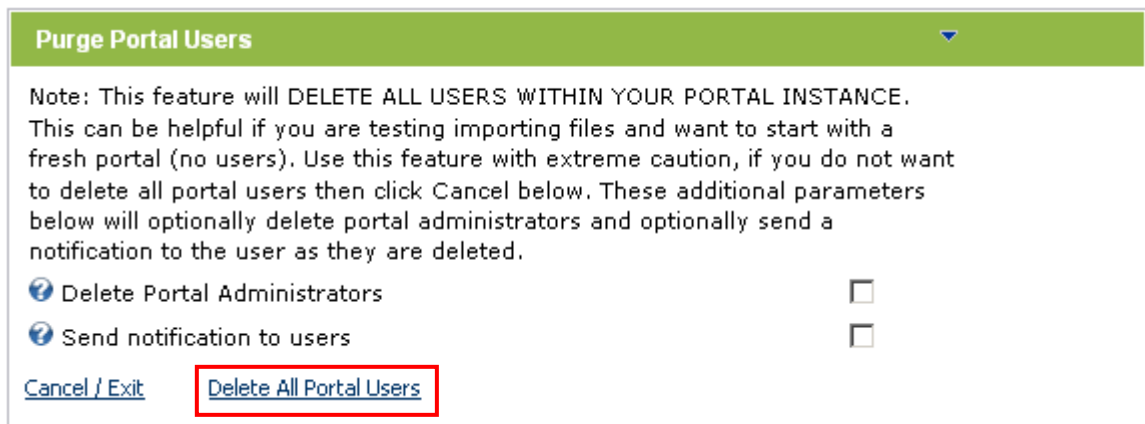 Purge Portal Users
Note: This feature will DELETE ALL USERS WITHIN YOUR PORTAL INSTANCE.
This can be helpful if you are testing importing files and want to start with a
fresh portal (no users). Use this feature with extreme caution, if you do not want
to delete all portal users then click Cancel below. These additional parameters
below will optionally delete portal administrators and optionally send a
notification to the user as they are deleted.
Delete Portal Administrators
Send notification to users
Cancel / Exit Delete All Portal Users